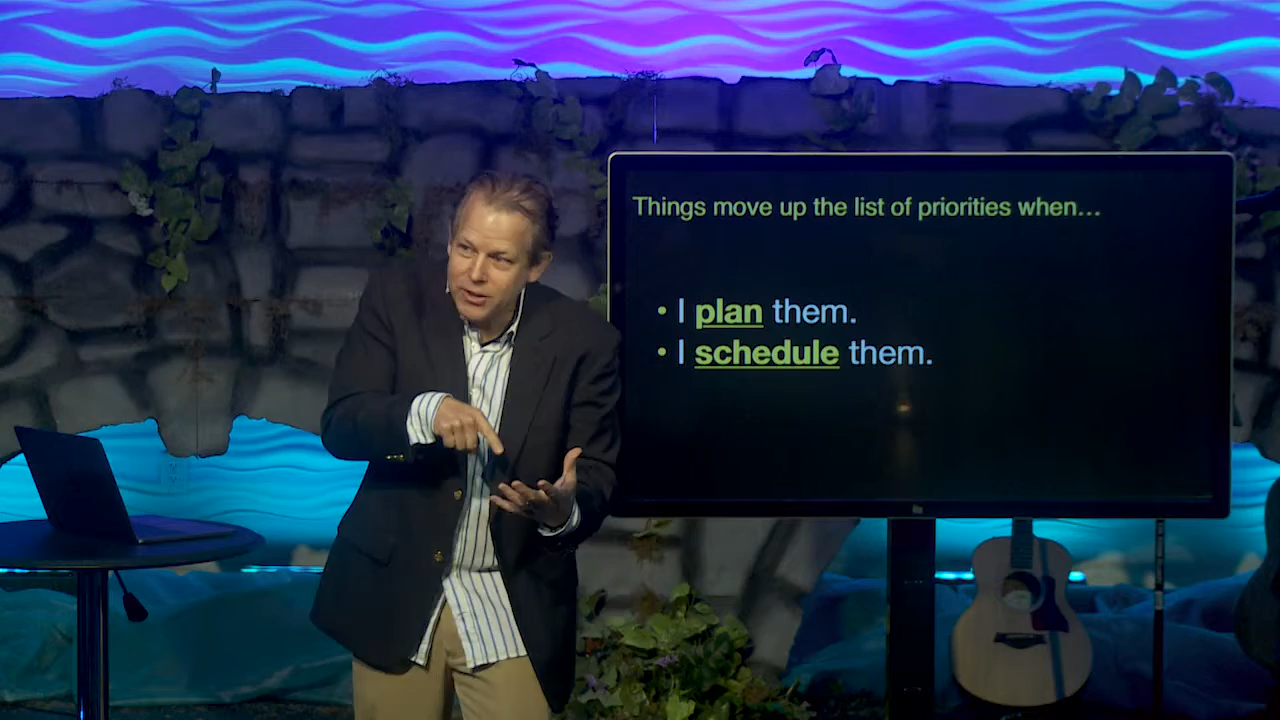 Things move up the list of priorities when...
• I plan them.
• I schedule them.